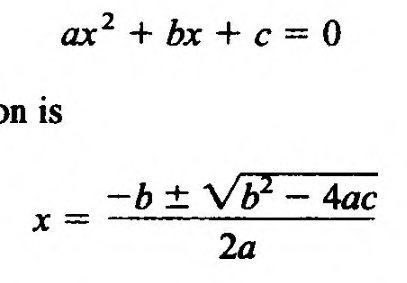 ax² + bx + c = 0
on is
x = (-b ± √(b² − 4ac)) / 2a